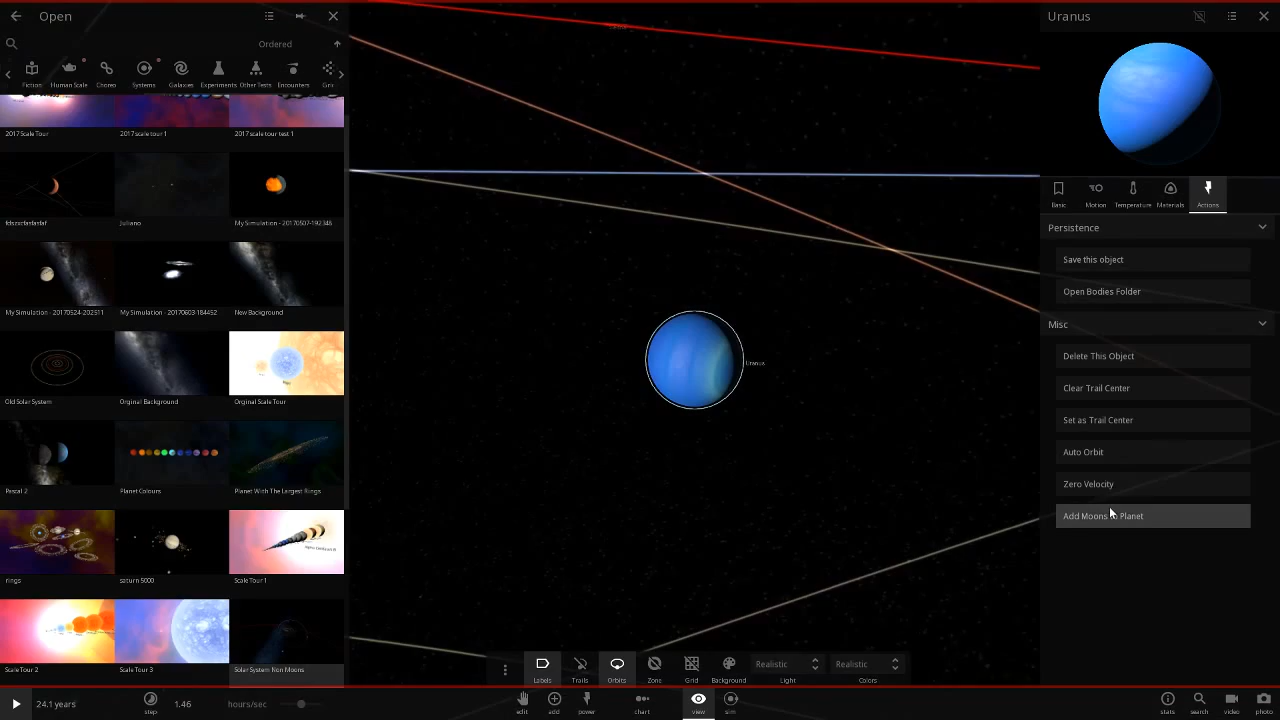 Open
Ordered
Fiction
Human Scale
Choreo
Systems
Galaxies
Experiments
Other Tests
Encounters
2017 Scale Tour
2017 scale tour 1
2017 scale tour test 1
Juliano
My Simulation - 20170507-192346
My Simulation - 20170524-202511
My Simulation - 20170603-184452
New Background
Old Solar System
Orginal Background
Orginal Scale Tour
Pascal 2
Planet Colours
Planet With The Largest Rings
rings
saturn 5000
Scale Tour 1
Scale Tour 2
Scale Tour 3
Solar System Non Moons
Uranus
Uranus
Basic
Motion
Temperature
Materials
Actions
Persistence
Save this object
Open Bodies Folder
Misc
Delete This Object
Clear Trail Center
Set as Trail Center
Auto Orbit
Zero Velocity
Add Moons to Planet
Labels
Trails
Orbits
Zone
Grid
Background
Realistic
Light
Realistic
Colors
24.1 years
step
1.46
hours/sec
edit
add
power
chart
view
sim
stats
search
video
photo